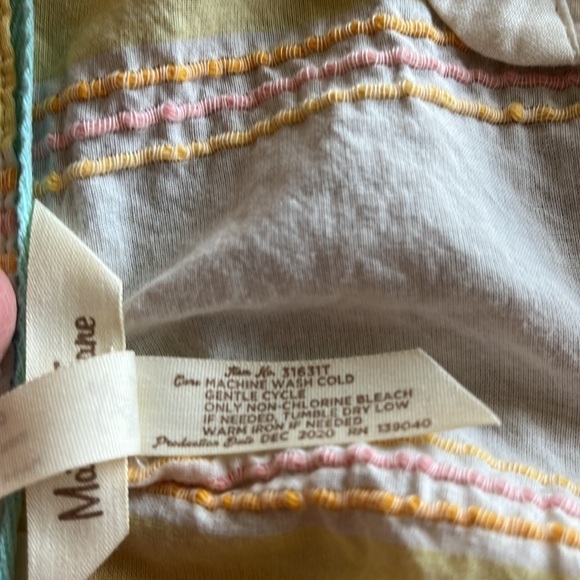 Item No. 31631T
Care MACHINE WASH COLD
GENTLE CYCLE
ONLY NON-CHLORINE BLEACH
IF NEEDED, TUMBLE DRY LOW
WARM IRON IF NEEDED
Production Date DEC 2020 RN 139040